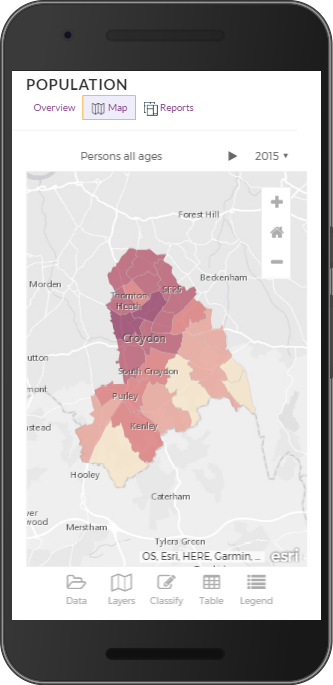 POPULATION
Overview Map Reports
Persons all ages 2015
Forest Hill
Beckenham
Morden
SE25
Thornton
Heath
Croydon
utton
South Croydon
mont
Purley
stead
Kenley
Hooley
Caterham
ver
wood
Merstham
Tylers Green
OS, Esri, HERE, Garmin, ...
esri
Data Layers Classify Table Legend